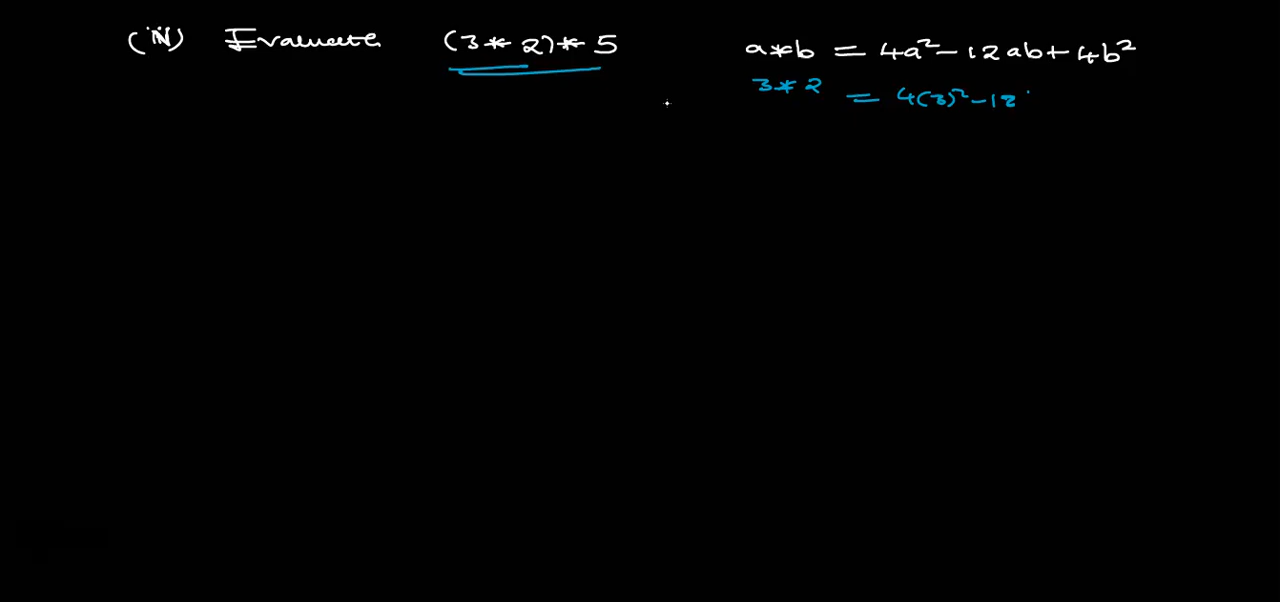 (iv) Evaluate (3*2)*5 a*b = 4a²-12ab+4b²
3*2 = 4(3)²-12